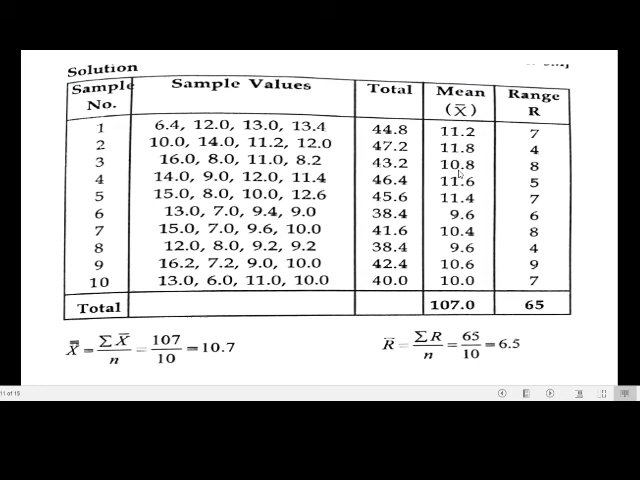 Solution
Sample No. Sample Values Total Mean (X̄) Range R
1 6.4, 12.0, 13.0, 13.4 44.8 11.2 7
2 10.0, 14.0, 11.2, 12.0 47.2 11.8 4
3 16.0, 8.0, 11.0, 8.2 43.2 10.8 8
4 14.0, 9.0, 12.0, 11.4 46.4 11.6 5
5 15.0, 8.0, 10.0, 12.6 45.6 11.4 7
6 13.0, 7.0, 9.4, 9.0 38.4 9.6 6
7 15.0, 7.0, 9.6, 10.0 41.6 10.4 8
8 12.0, 8.0, 9.2, 9.2 38.4 9.6 4
9 16.2, 7.2, 9.0, 10.0 42.4 10.6 9
10 13.0, 6.0, 11.0, 10.0 40.0 10.0 7
Total 107.0 65
X̿ = ΣX̄/n = 107/10 = 10.7
R̄ = ΣR/n = 65/10 = 6.5
11 of 15